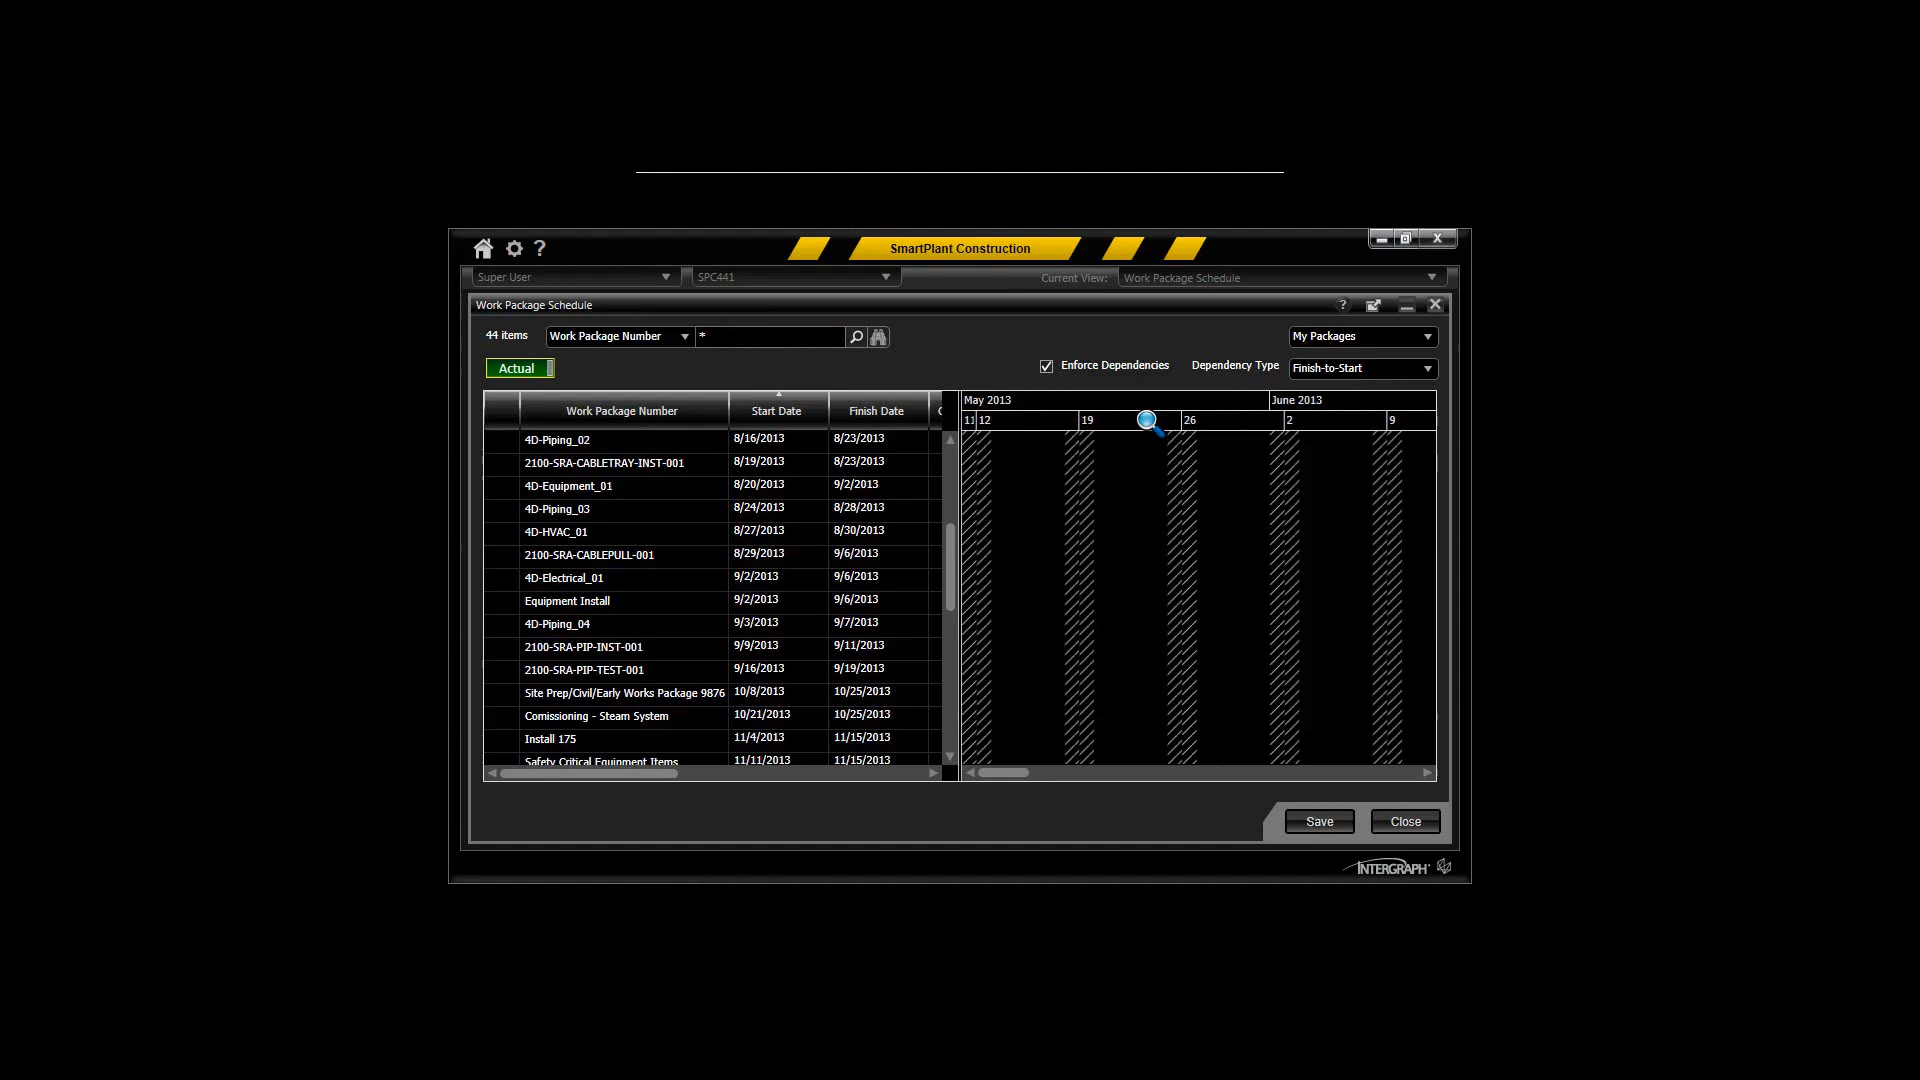 SmartPlant Construction
X
Super User
SPC441
Current View:
Work Package Schedule
Work Package Schedule
?
44 items
Work Package Number
*
My Packages
Actual
Enforce Dependencies
Dependency Type
Finish-to-Start
Work Package Number Start Date Finish Date
May 2013 June 2013
11 12 19 26 2 9
4D-Piping_02 8/16/2013 8/23/2013
2100-SRA-CABLETRAY-INST-001 8/19/2013 8/23/2013
4D-Equipment_01 8/20/2013 9/2/2013
4D-Piping_03 8/24/2013 8/28/2013
4D-HVAC_01 8/27/2013 8/30/2013
2100-SRA-CABLEPULL-001 8/29/2013 9/6/2013
4D-Electrical_01 9/2/2013 9/6/2013
Equipment Install 9/2/2013 9/6/2013
4D-Piping_04 9/3/2013 9/7/2013
2100-SRA-PIP-INST-001 9/9/2013 9/11/2013
2100-SRA-PIP-TEST-001 9/16/2013 9/19/2013
Site Prep/Civil/Early Works Package 9876 10/8/2013 10/25/2013
Comissioning - Steam System 10/21/2013 10/25/2013
Install 175 11/4/2013 11/15/2013
Safety Critical Equipment Items 11/11/2013 11/15/2013
Save
Close
INTERGRAPH